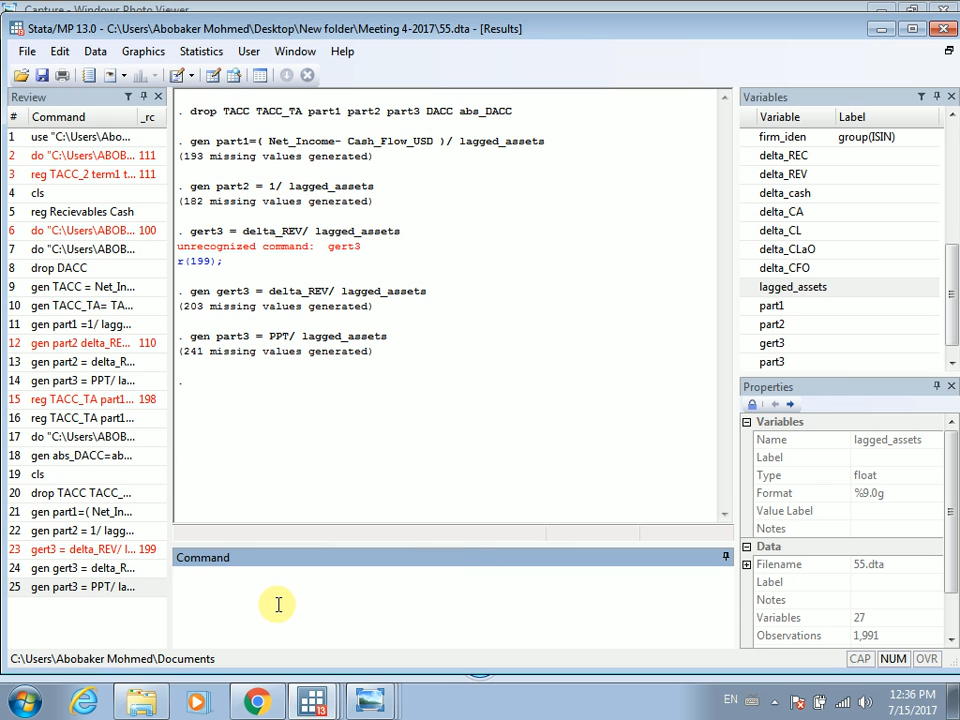 Capture - Windows Photo Viewer
Stata/MP 13.0 - C:\Users\Abobaker Mohmed\Desktop\New folder\Meeting 4-2017\55.dta - [Results]
File Edit Data Graphics Statistics User Window Help
Review
# Command _rc
1 use "C:\Users\Abo...
2 do "C:\Users\ABOB... 111
3 reg TACC_2 term1 t... 111
4 cls
5 reg Recievables Cash
6 do "C:\Users\ABOB... 100
7 do "C:\Users\ABOB...
8 drop DACC
9 gen TACC = Net_In...
10 gen TACC_TA= TA...
11 gen part1 =1/ lagg...
12 gen part2 delta_RE... 110
13 gen part2 = delta_R...
14 gen part3 = PPT/ la...
15 reg TACC_TA part1... 198
16 reg TACC_TA part1...
17 do "C:\Users\ABOB...
18 gen abs_DACC=ab...
19 cls
20 drop TACC TACC_...
21 gen part1=( Net_In...
22 gen part2 = 1/ lagg...
23 gert3 = delta_REV/ l... 199
24 gen gert3 = delta_R...
25 gen part3 = PPT/ la...
. drop TACC TACC_TA part1 part2 part3 DACC abs_DACC
. gen part1=( Net_Income- Cash_Flow_USD )/ lagged_assets
(193 missing values generated)
. gen part2 = 1/ lagged_assets
(182 missing values generated)
. gert3 = delta_REV/ lagged_assets
unrecognized command:  gert3
r(199);
. gen gert3 = delta_REV/ lagged_assets
(203 missing values generated)
. gen part3 = PPT/ lagged_assets
(241 missing values generated)
.
Command
Variables
Variable Label
firm_iden group(ISIN)
delta_REC
delta_REV
delta_cash
delta_CA
delta_CL
delta_CLaO
delta_CFO
lagged_assets
part1
part2
gert3
part3
Properties
Variables
Name lagged_assets
Label
Type float
Format %9.0g
Value Label
Notes
Data
Filename 55.dta
Label
Notes
Variables 27
Observations 1,991
C:\Users\Abobaker Mohmed\Documents
CAP NUM OVR
13
EN
12:36 PM
7/15/2017